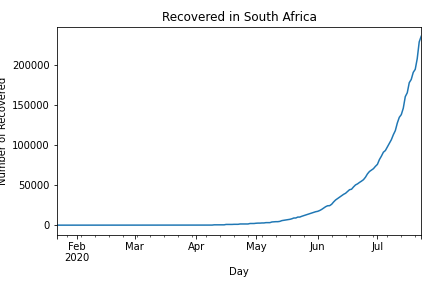 Recovered in South Africa
Number of Recovered
200000
150000
100000
50000
0
Feb
2020
Mar
Apr
May
Jun
Jul
Day